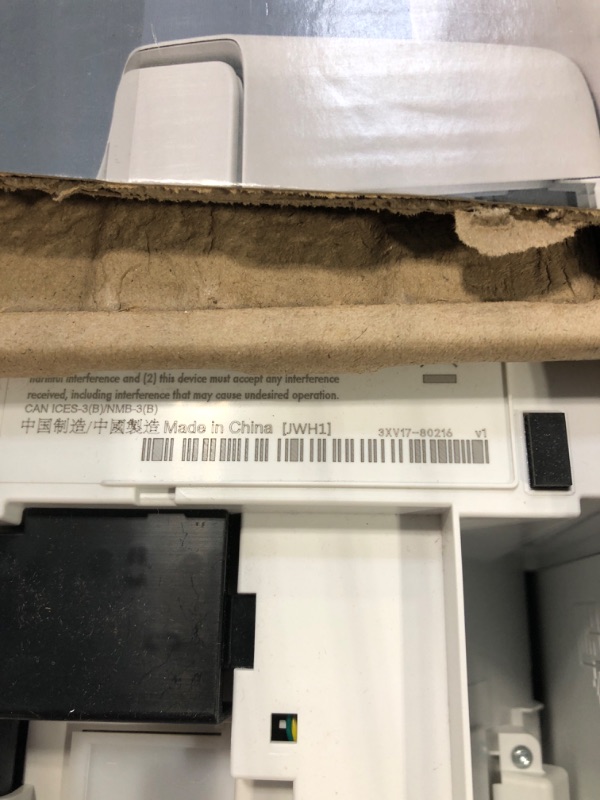 harmful interference and (2) this device must accept any interference
received, including interference that may cause undesired operation.
CAN ICES-3(B)/NMB-3(B)
中国制造/中國製造 Made in China [JWH1]
3XV17-80216 v1